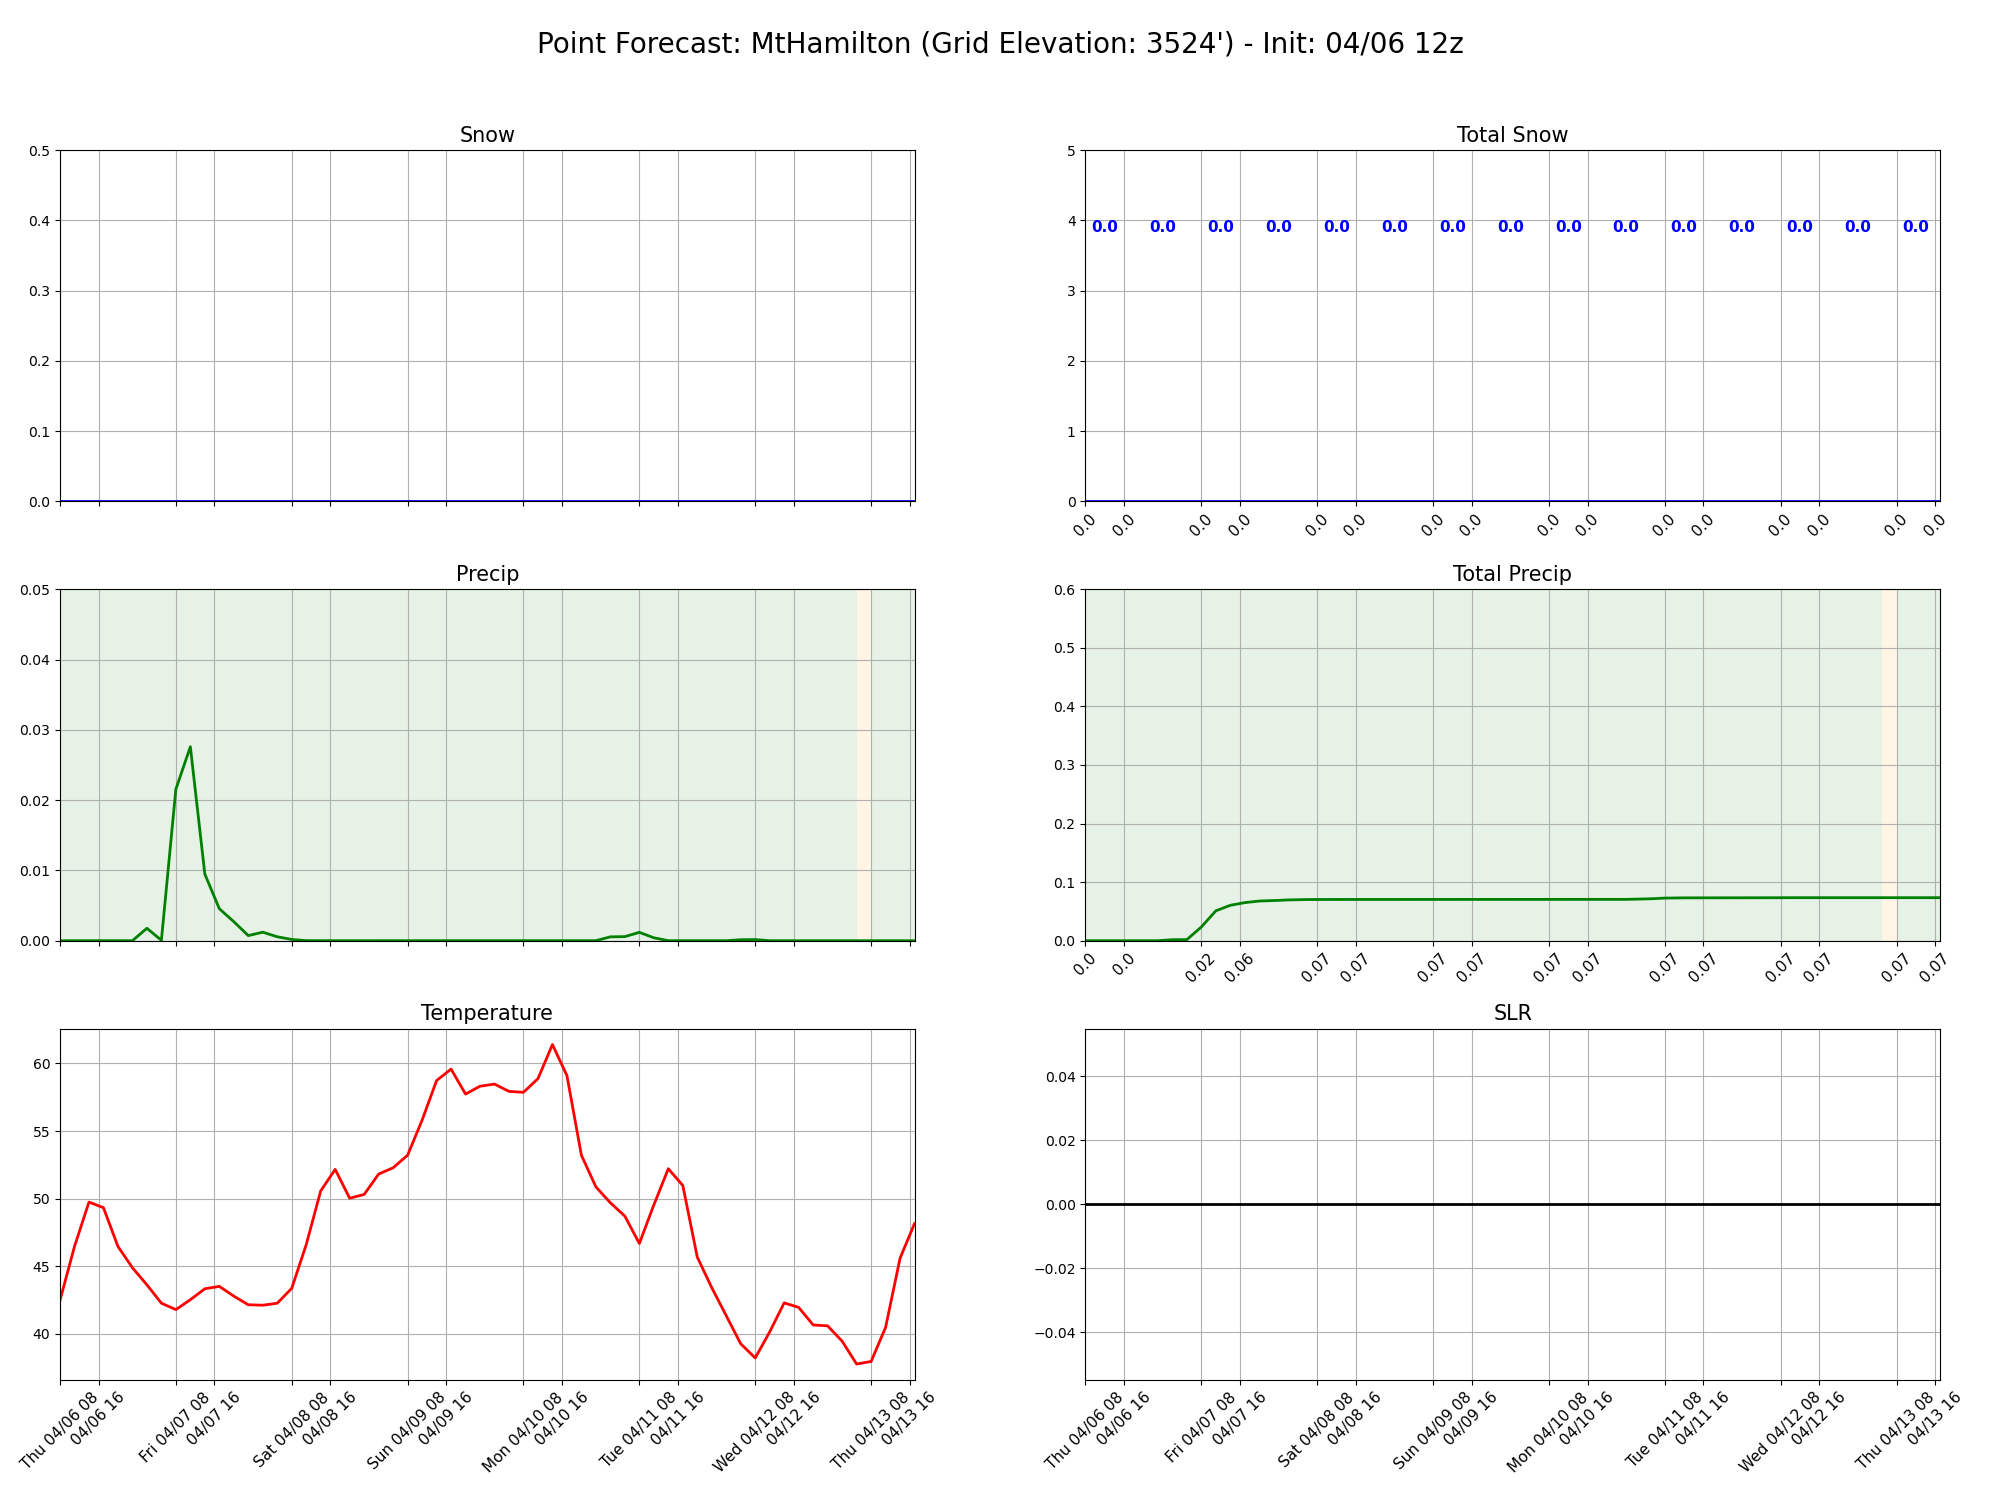 Point Forecast: MtHamilton (Grid Elevation: 3524') - Init: 04/06 12z
Snow
0.5
0.4
0.3
0.2
0.1
0.0
Total Snow
5
4
3
2
1
0
0.0 0.0 0.0 0.0 0.0 0.0 0.0 0.0 0.0 0.0 0.0 0.0 0.0 0.0 0.0
0.0 0.0 0.0 0.0 0.0 0.0 0.0 0.0 0.0 0.0 0.0 0.0 0.0 0.0 0.0 0.0
Precip
0.05
0.04
0.03
0.02
0.01
0.00
Total Precip
0.6
0.5
0.4
0.3
0.2
0.1
0.0
0.0 0.0 0.02 0.06 0.07 0.07 0.07 0.07 0.07 0.07 0.07 0.07 0.07 0.07 0.07 0.07
Temperature
60
55
50
45
40
Thu 04/06 08
04/06 16
Fri 04/07 08
04/07 16
Sat 04/08 08
04/08 16
Sun 04/09 08
04/09 16
Mon 04/10 08
04/10 16
Tue 04/11 08
04/11 16
Wed 04/12 08
04/12 16
Thu 04/13 08
04/13 16
SLR
0.04
0.02
0.00
−0.02
−0.04
Thu 04/06 08
04/06 16
Fri 04/07 08
04/07 16
Sat 04/08 08
04/08 16
Sun 04/09 08
04/09 16
Mon 04/10 08
04/10 16
Tue 04/11 08
04/11 16
Wed 04/12 08
04/12 16
Thu 04/13 08
04/13 16